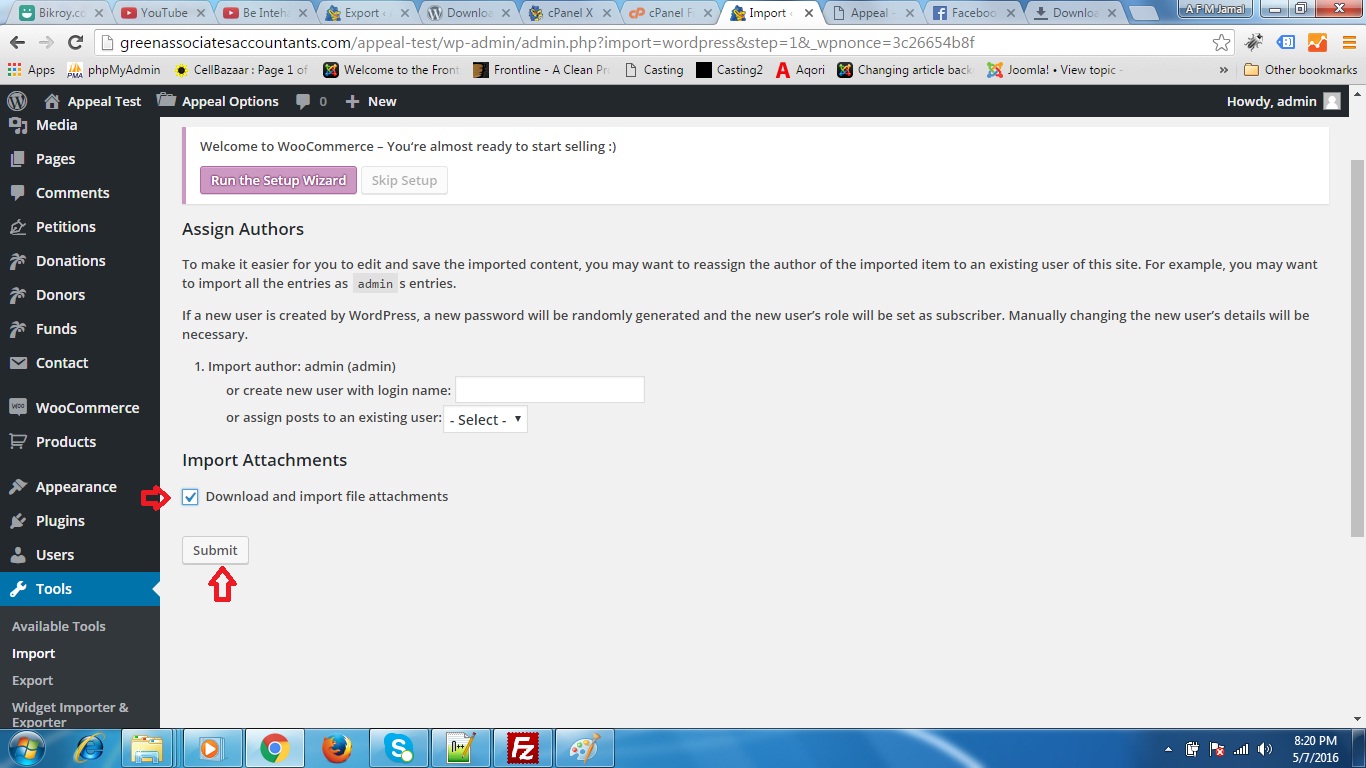 Bikroy.co
YouTube
Be Inteha
Export ‹
Downloa
cPanel X
cPanel F
Import ‹
Appeal -
Faceboo
Downloa
A F M Jamal
greenassociatesaccountants.com/appeal-test/wp-admin/admin.php?import=wordpress&step=1&_wpnonce=3c26654b8f
Apps
phpMyAdmin
CellBazaar : Page 1 of
Welcome to the Front
Frontline - A Clean Pr
Casting
Casting2
Aqori
Changing article back
Joomla! • View topic -
»
Other bookmarks
Appeal Test
Appeal Options
0
New
Howdy, admin
Media
Pages
Comments
Petitions
Donations
Donors
Funds
Contact
WooCommerce
Products
Appearance
Plugins
Users
Tools
Available Tools
Import
Export
Widget Importer &
Exporter
Welcome to WooCommerce – You're almost ready to start selling :)
Run the Setup Wizard
Skip Setup
Assign Authors
To make it easier for you to edit and save the imported content, you may want to reassign the author of the imported item to an existing user of this site. For example, you may want
to import all the entries as admin s entries.
If a new user is created by WordPress, a new password will be randomly generated and the new user's role will be set as subscriber. Manually changing the new user's details will be
necessary.
1. Import author: admin (admin)
or create new user with login name:
or assign posts to an existing user: - Select -
Import Attachments
Download and import file attachments
Submit
8:20 PM
5/7/2016